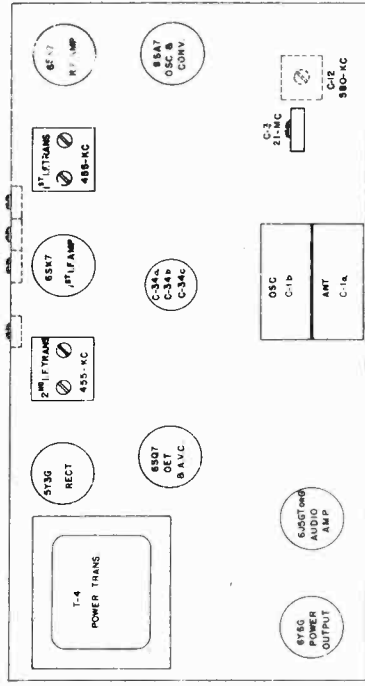 T-4
POWER TRANS
5Y3G
RECT
2ND I.F. TRANS
455-KC
6SK7
1ST I.F. AMP
1ST I.F. TRANS
455-KC
6SK7
R.F. AMP
6SQ7
DET
& A.V.C.
C-34a
C-34b
C-34c
6SA7
OSC &
CONV.
6Y6G
POWER
OUTPUT
6J5GT OR G
AUDIO
AMP
OSC
C-1b
ANT
C-1a
C-3
21-MC
C-12
580-KC